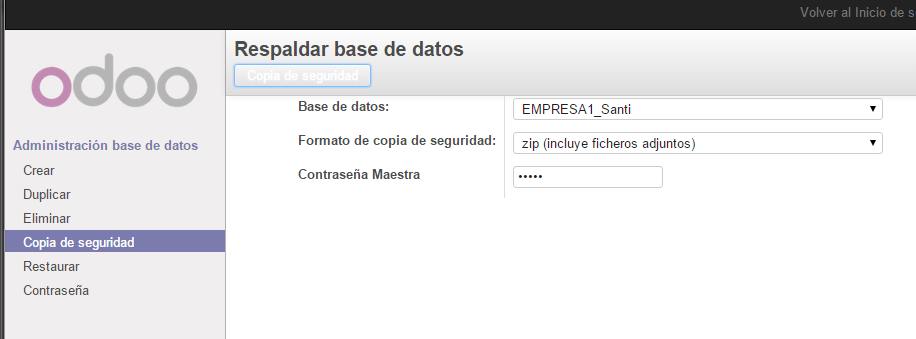 Volver al Inicio de s
odoo
Administración base de datos
Crear
Duplicar
Eliminar
Copia de seguridad
Restaurar
Contraseña
Respaldar base de datos
Copia de seguridad
Base de datos: EMPRESA1_Santi
Formato de copia de seguridad: zip (incluye ficheros adjuntos)
Contraseña Maestra •••••